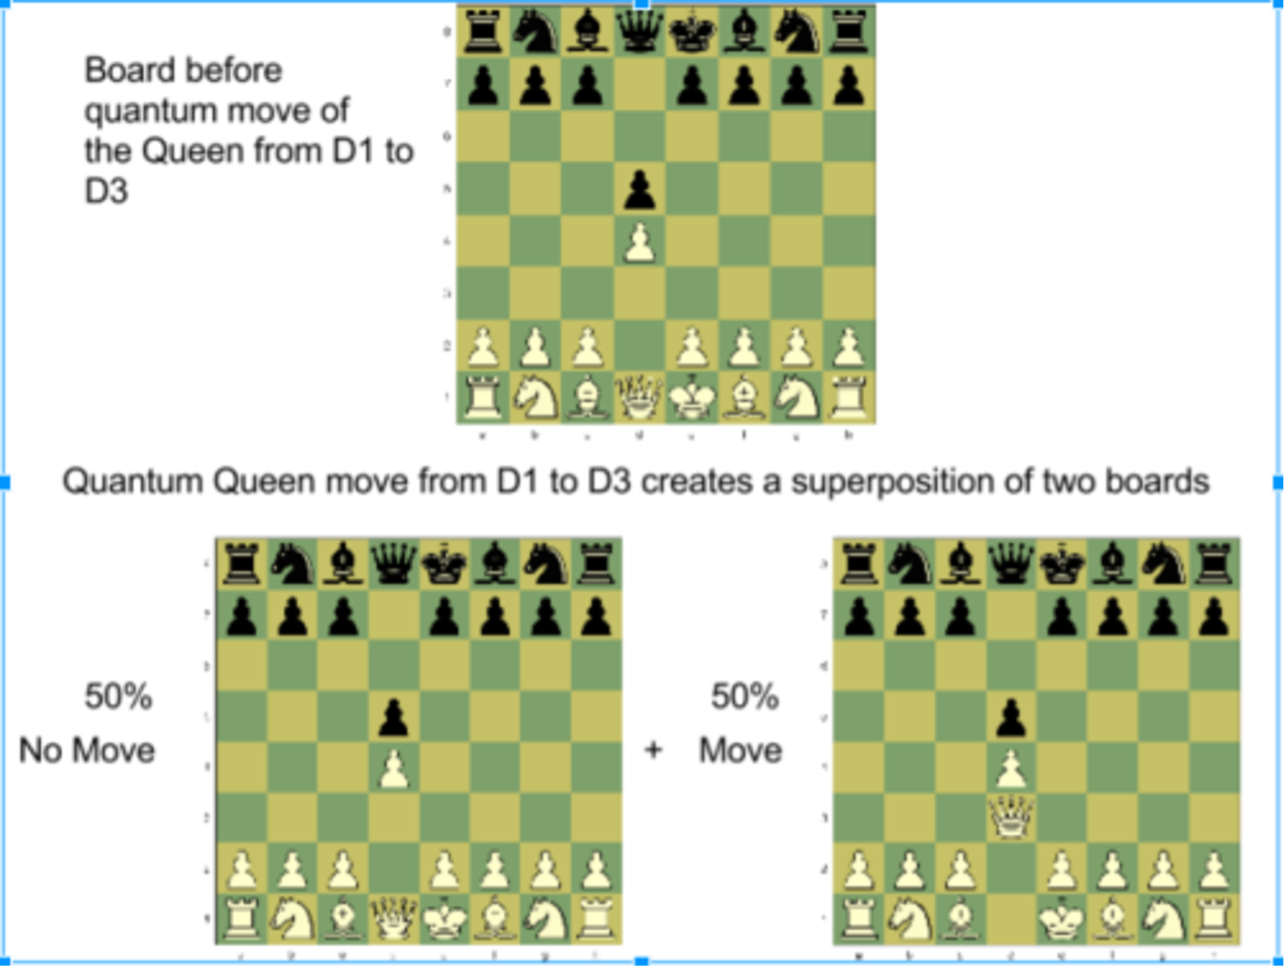 Board before
quantum move of
the Queen from D1 to
D3
Quantum Queen move from D1 to D3 creates a superposition of two boards
50%
No Move
+
50%
Move